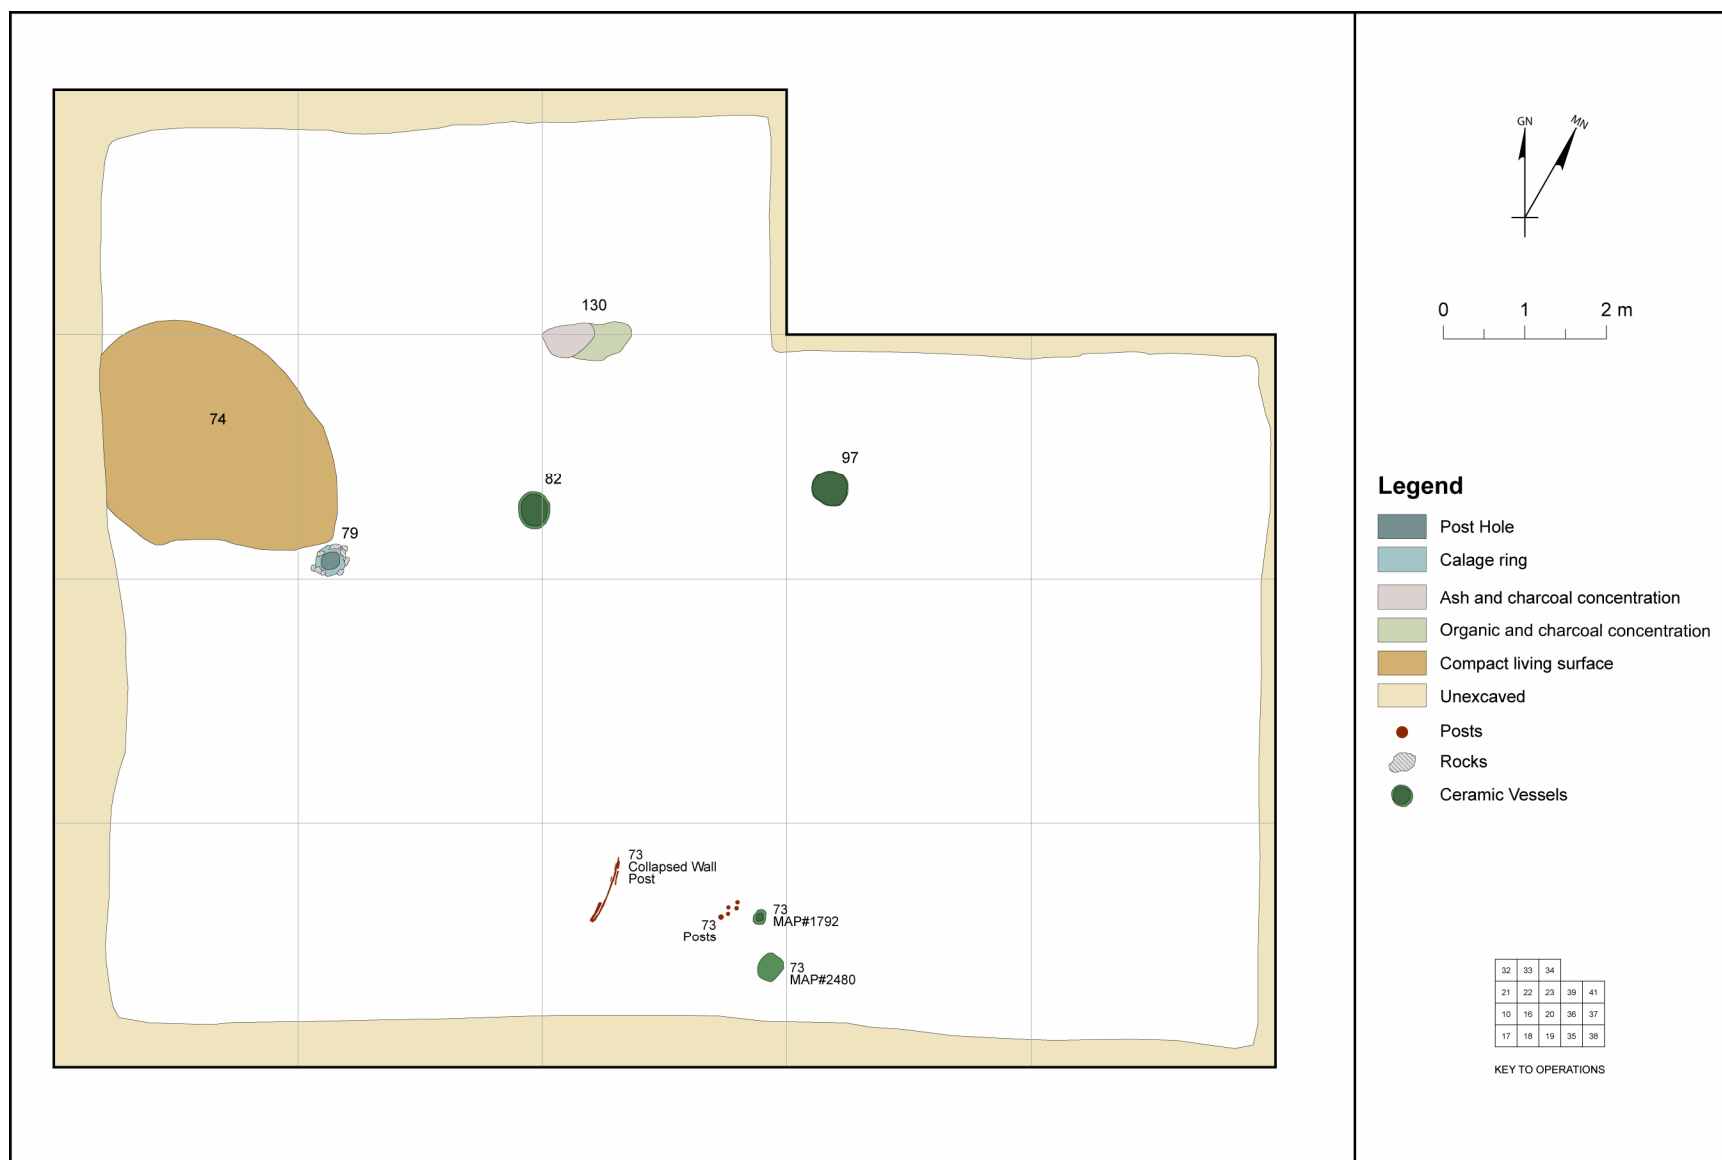 130
74
82
97
79
73
Collapsed Wall
Post
73
Posts
73
MAP#1792
73
MAP#2480
GN
MN
0 1 2 m
Legend
Post Hole
Calage ring
Ash and charcoal concentration
Organic and charcoal concentration
Compact living surface
Unexcaved
Posts
Rocks
Ceramic Vessels
32 33 34
21 22 23 39 41
10 16 20 36 37
17 18 19 35 38
KEY TO OPERATIONS